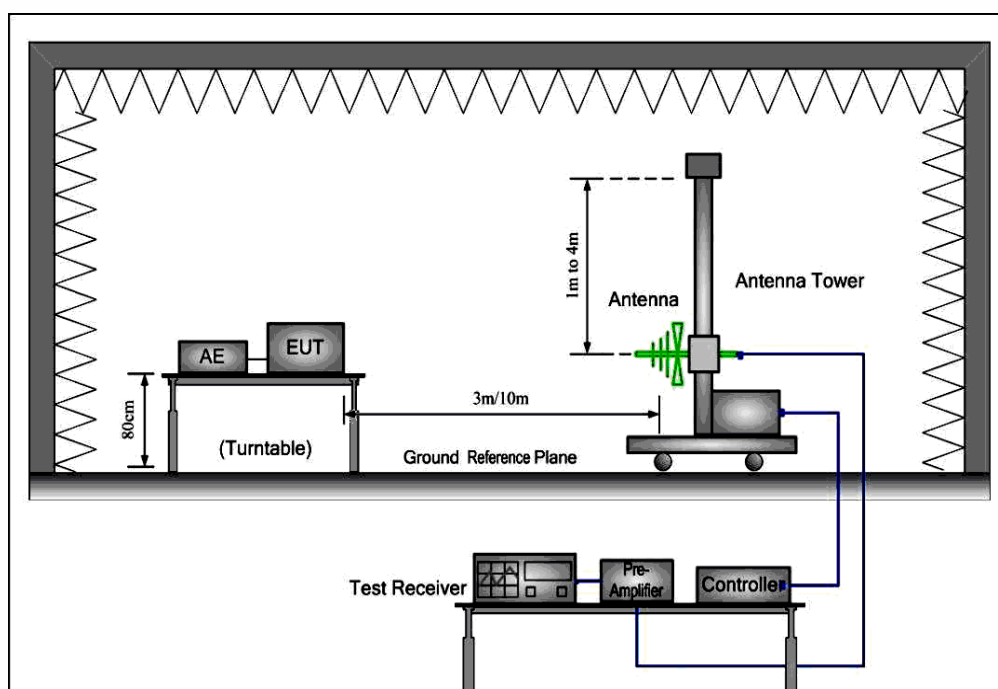 1m to 4m
Antenna
Antenna Tower
AE
EUT
3m/10m
80cm
(Turntable)
Ground Reference Plane
Test Receiver
Pre-
Amplifier
Controller